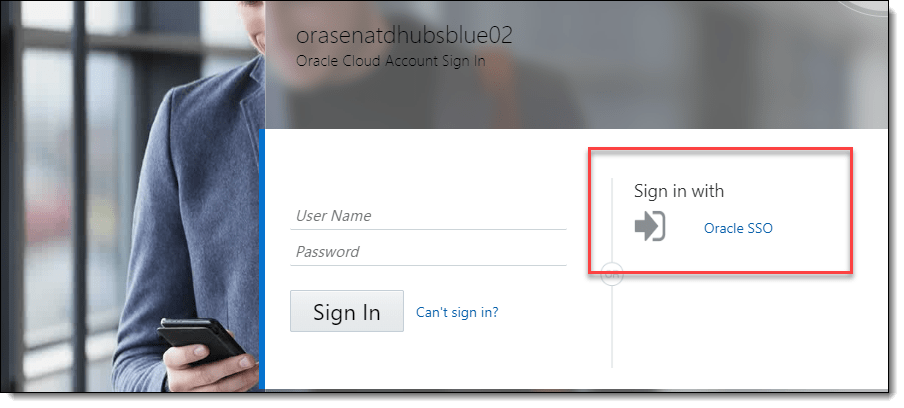 orasenatdhubsblue02
Oracle Cloud Account Sign In
User Name
Password
Sign In
Can't sign in?
Sign in with
Oracle SSO
OR